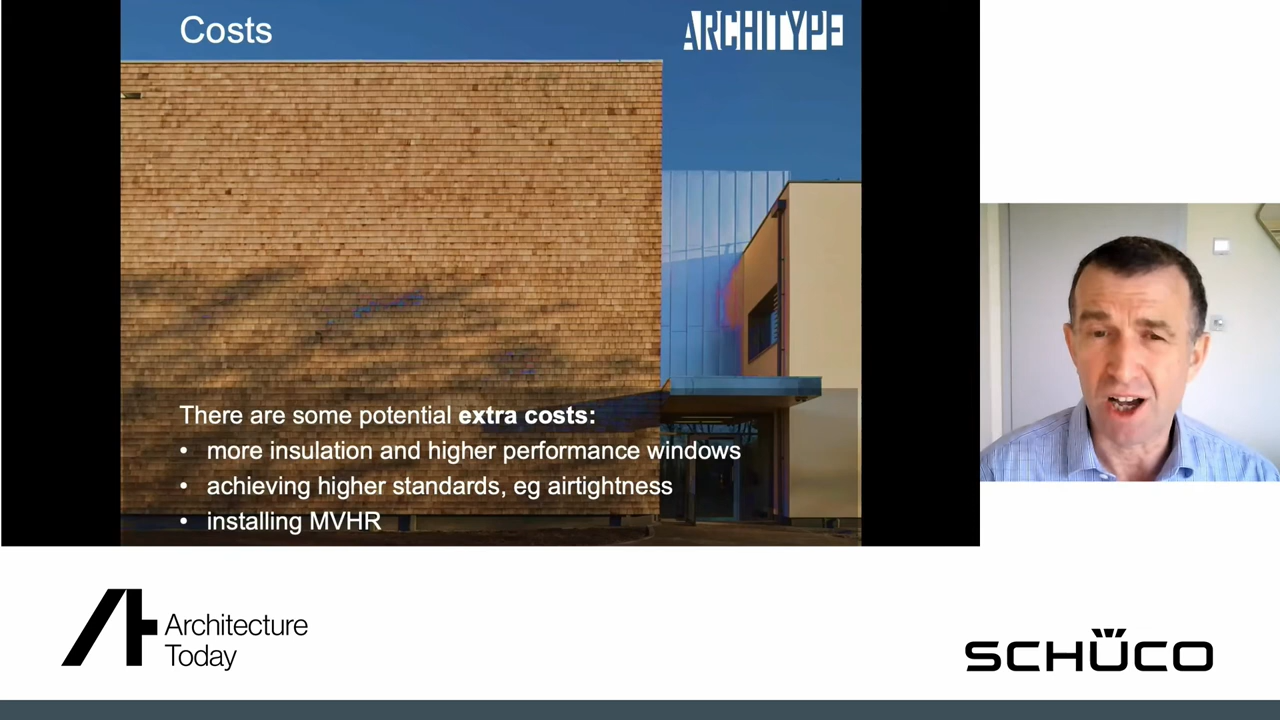 Costs
ARCHITYPE
There are some potential extra costs:
• more insulation and higher performance windows
• achieving higher standards, eg airtightness
• installing MVHR
Architecture
Today
SCHÜCO